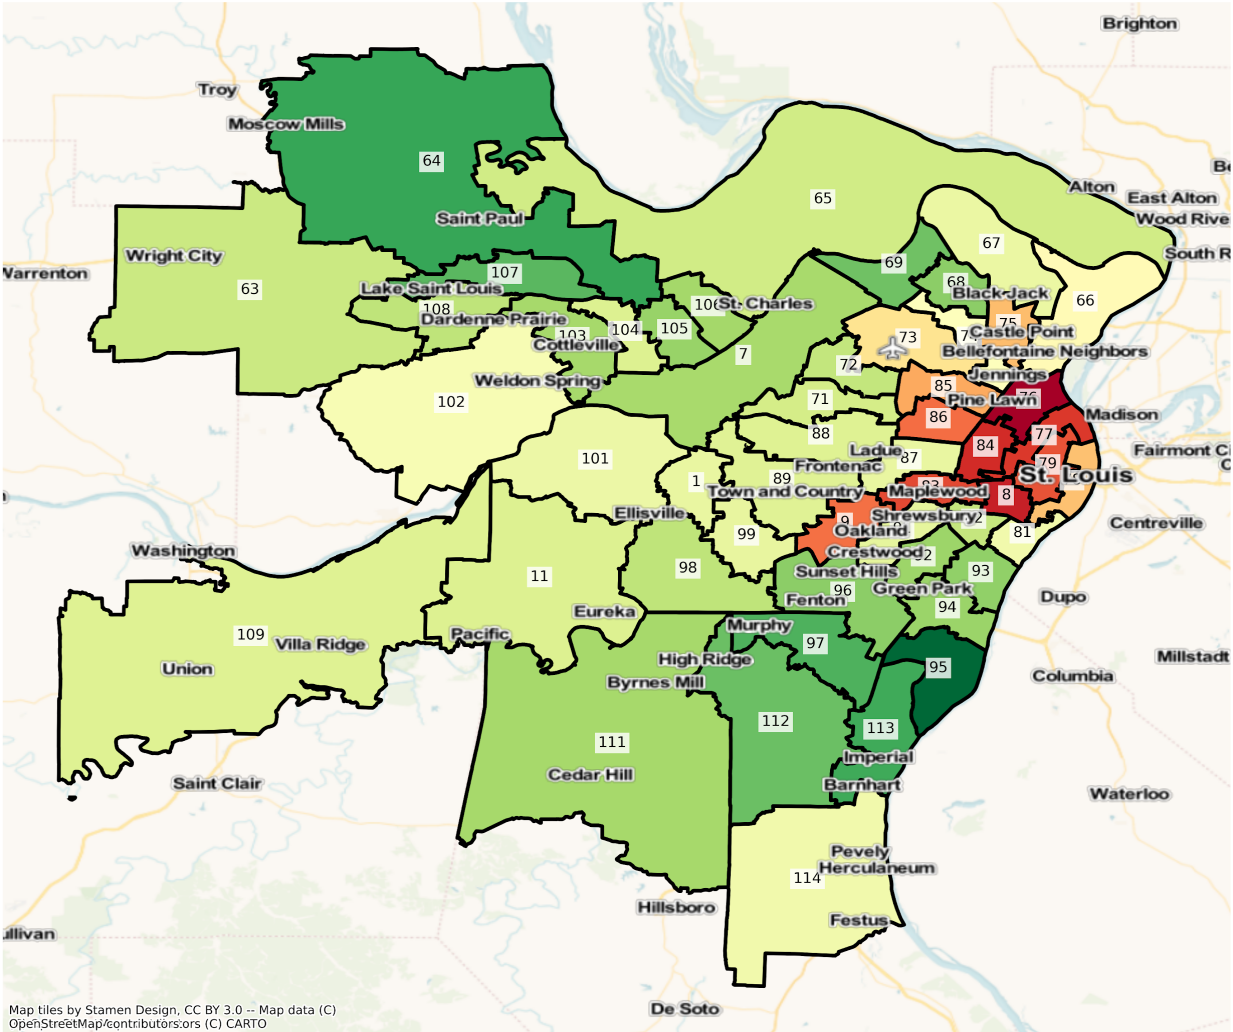 Brighton
Troy
Moscow Mills
64
Alton
65
East Alton
Saint Paul
Wood Rive
67
Wright City
South R
69
Warrenton
107
68
63
Lake Saint Louis
Black Jack
66
106
St. Charles
108
Dardenne Prairie
75
105
104
Castle Point
103
73
Cottleville
Bellefontaine Neighbors
7
72
Jennings
Weldon Spring
85
76
Pine Lawn
102
71
Madison
86
88
77
84
Ladue
Fairmont C
87
101
79
Frontenac
St. Louis
89
1
83
Town and Country
Maplewood
8
Ellisville
Shrewsbury
9
Centreville
Oakland
99
81
Washington
Crestwood
92
98
Sunset Hills
93
11
96
Green Park
Dupo
Fenton
94
Eureka
Murphy
109
Pacific
Villa Ridge
97
Millstadt
High Ridge
95
Union
Columbia
Byrnes Mill
112
113
111
Imperial
Cedar Hill
Saint Clair
Barnhart
Waterloo
Pevely
Herculaneum
114
Hillsboro
Festus
ullivan
De Soto
Map tiles by Stamen Design, CC BY 3.0 -- Map data (C)
OpenStreetMap contributors (C) CARTO